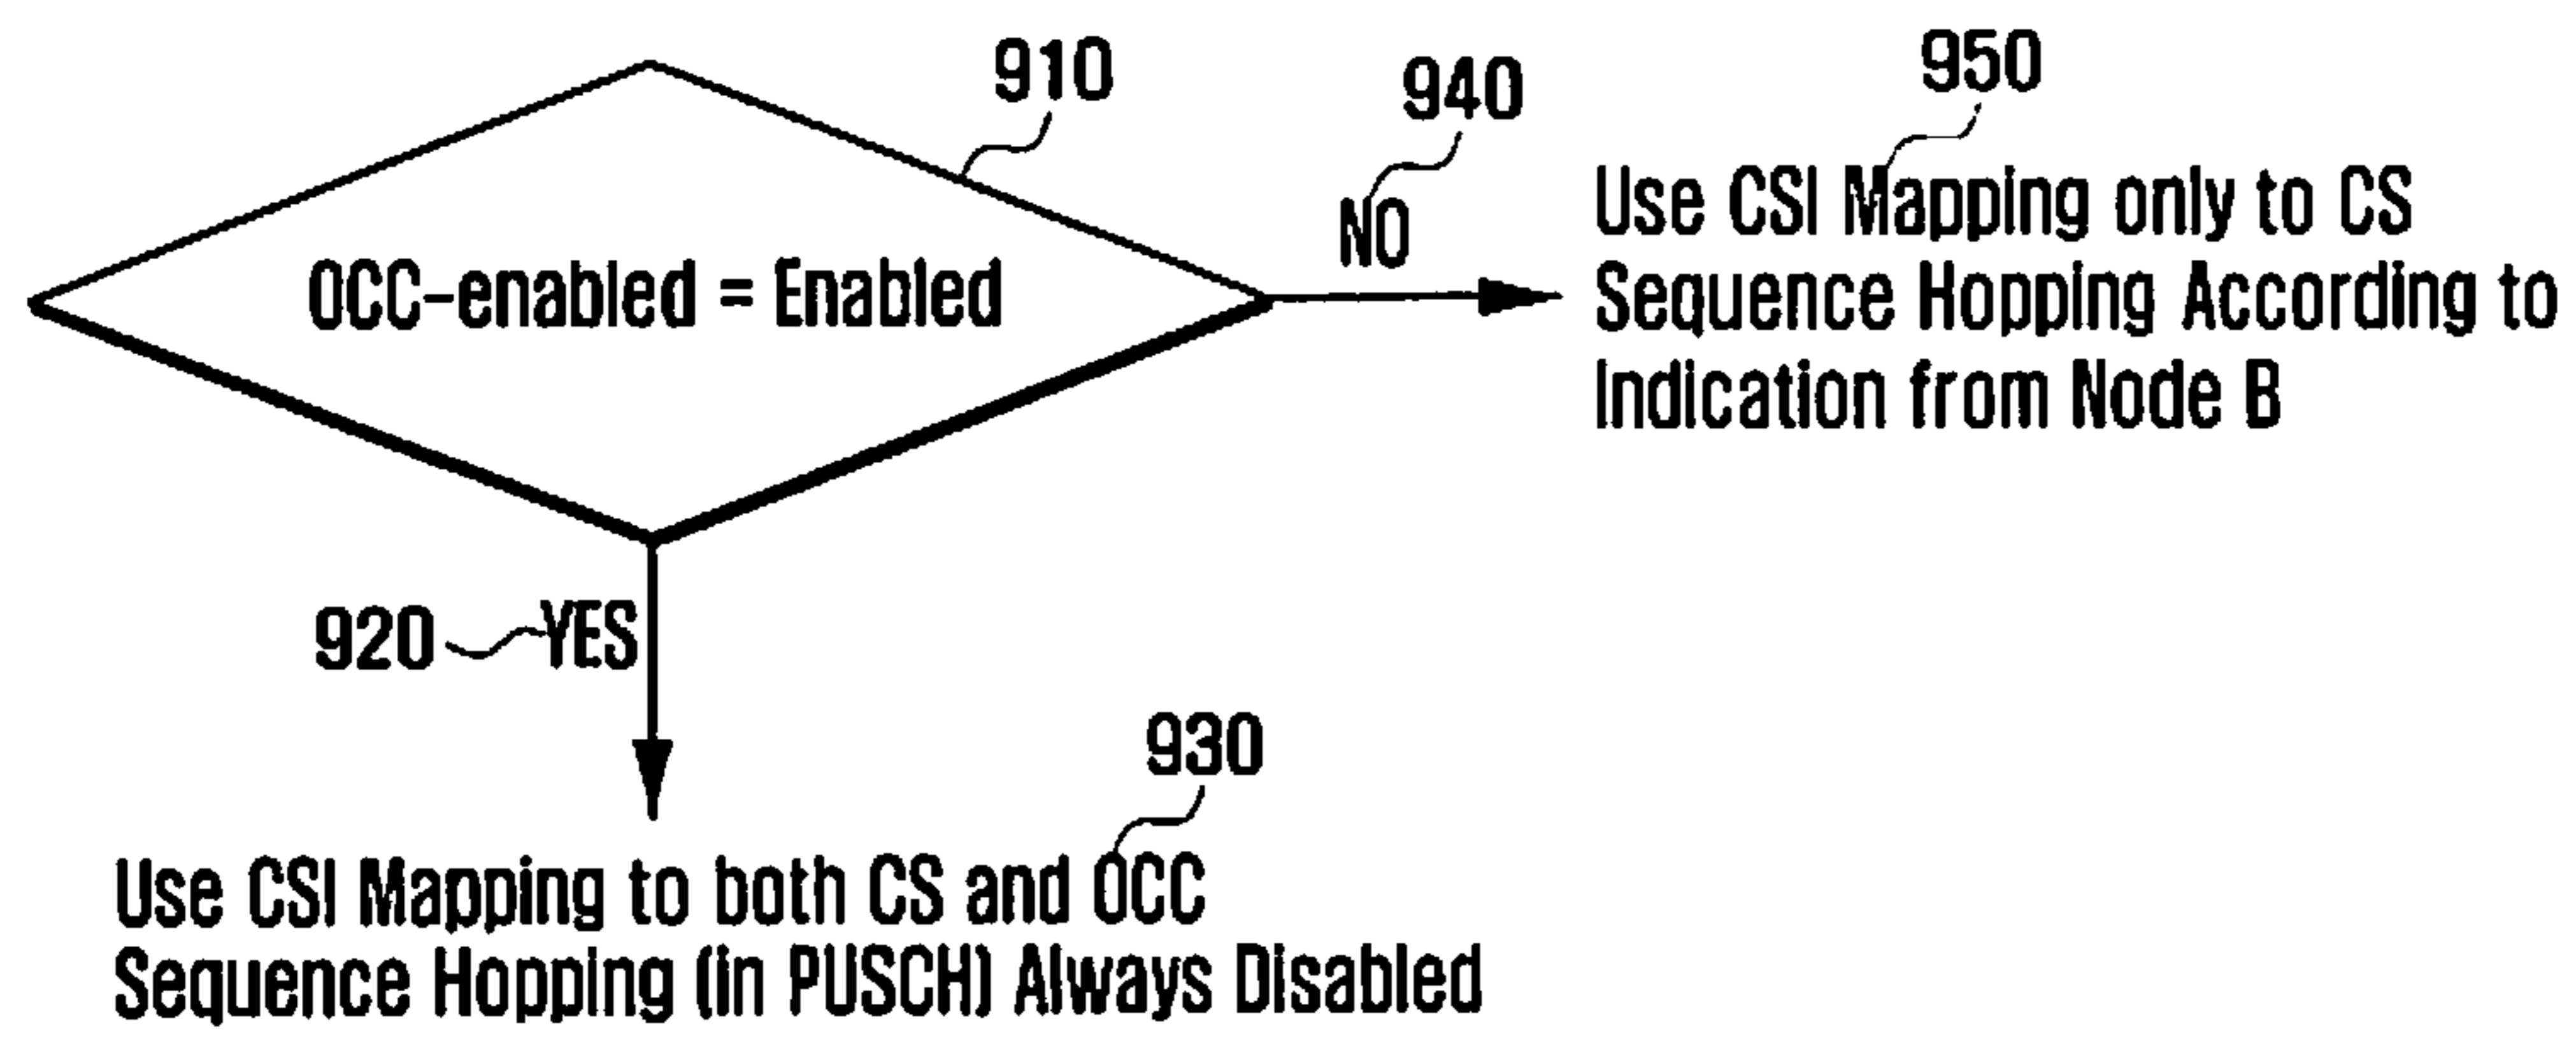 910
940
950
NO
Use CSI Mapping only to CS
Sequence Hopping According to
Indication from Node B
OCC-enabled = Enabled
920
YES
930
Use CSI Mapping to both CS and OCC
Sequence Hopping (in PUSCH) Always Disabled